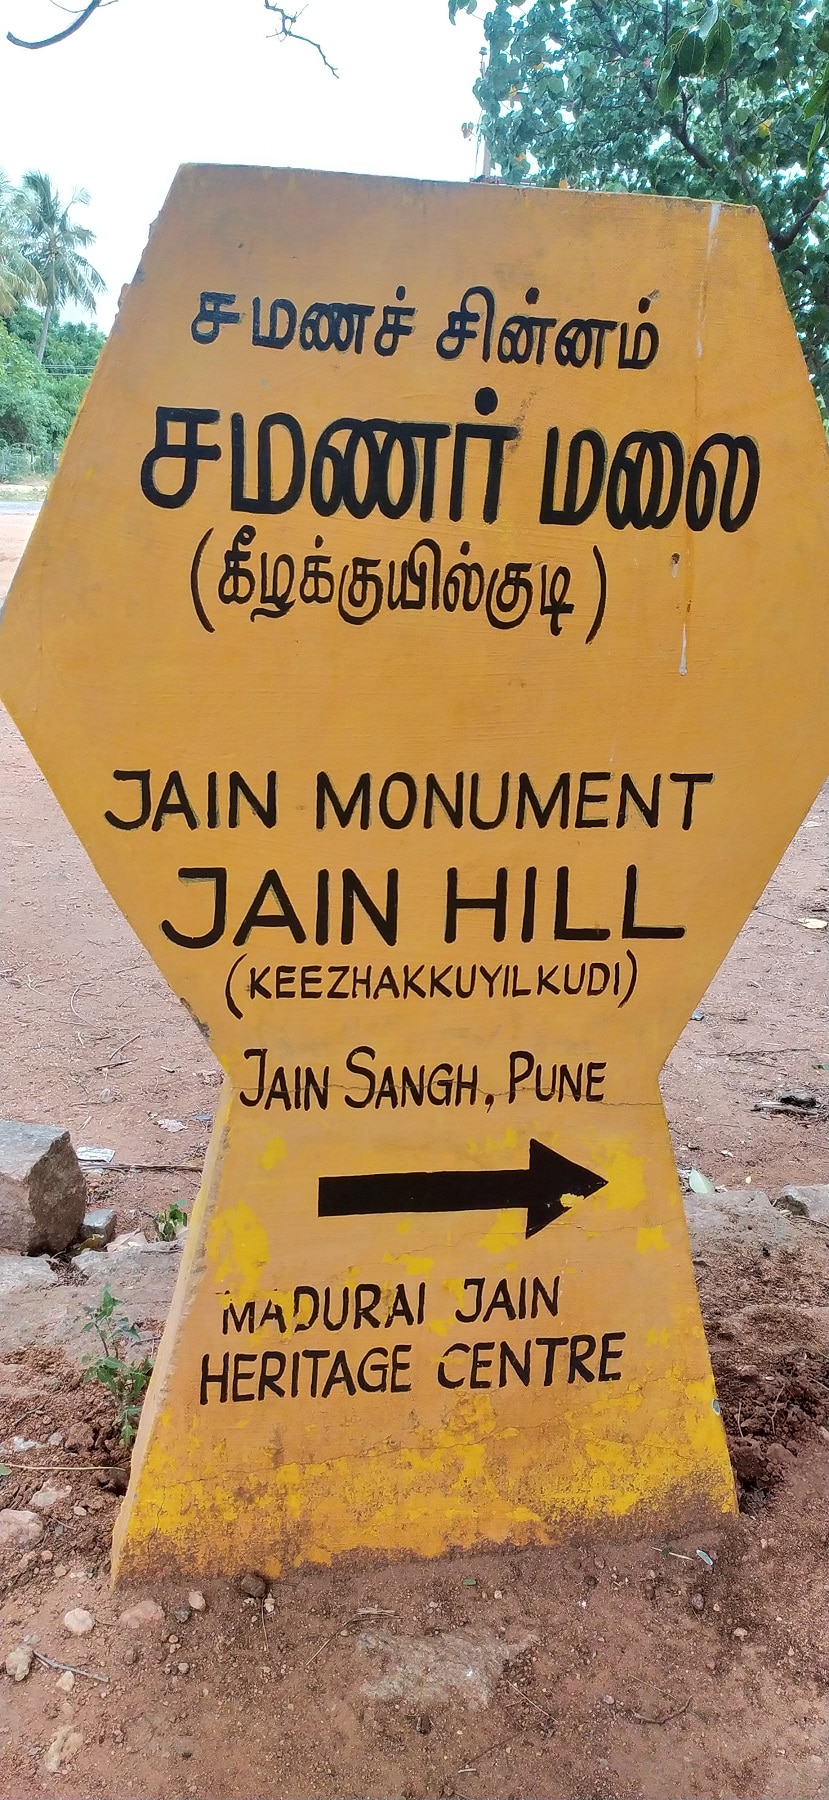 சமணச் சின்னம்
சமணர் மலை
(கீழக்குயில்குடி)
JAIN MONUMENT
JAIN HILL
(KEEZHAKKUYILKUDI)
JAIN SANGH, PUNE
MADURAI JAIN
HERITAGE CENTRE